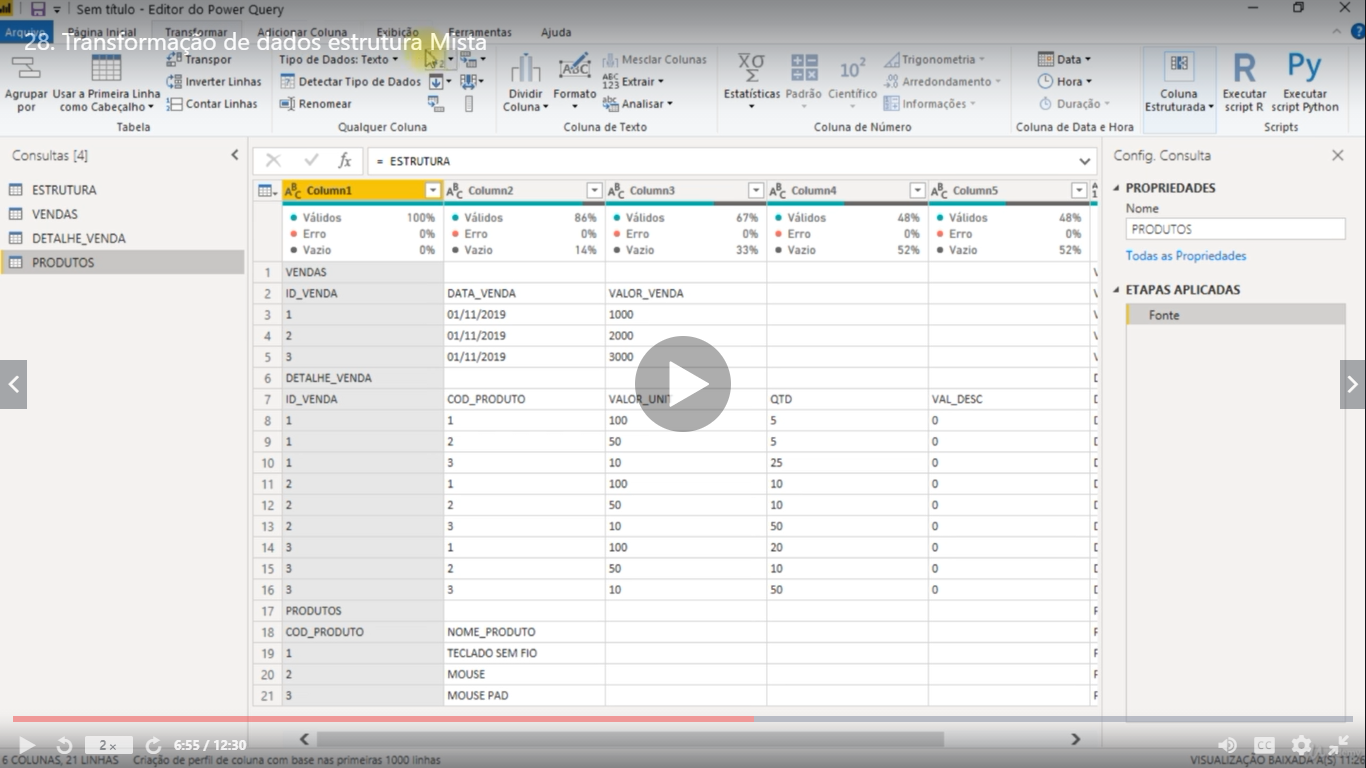 Sem título - Editor do Power Query
Arquivo Página Inicial Transformar Adicionar Coluna Exibição Ferramentas Ajuda
28. Transformação de dados estrutura Mista
Agrupar por
Usar a Primeira Linha como Cabeçalho
Transpor
Inverter Linhas
Contar Linhas
Tabela
Tipo de Dados: Texto
Detectar Tipo de Dados
Renomear
Qualquer Coluna
Dividir Coluna
Formato
Mesclar Colunas
Extrair
Analisar
Coluna de Texto
Estatísticas
Padrão
Científico
Trigonometria
Arredondamento
Informações
Coluna de Número
Data
Hora
Duração
Coluna de Data e Hora
Coluna Estruturada
Executar script R
Executar script Python
Scripts
Consultas [4]
ESTRUTURA
VENDAS
DETALHE_VENDA
PRODUTOS
= ESTRUTURA
Column1 Column2 Column3 Column4 Column5
Válidos 100% Válidos 86% Válidos 67% Válidos 48% Válidos 48%
Erro 0% Erro 0% Erro 0% Erro 0% Erro 0%
Vazio 0% Vazio 14% Vazio 33% Vazio 52% Vazio 52%
1 VENDAS
2 ID_VENDA DATA_VENDA VALOR_VENDA
3 1 01/11/2019 1000
4 2 01/11/2019 2000
5 3 01/11/2019 3000
6 DETALHE_VENDA
7 ID_VENDA COD_PRODUTO VALOR_UNI QTD VAL_DESC
8 1 1 100 5 0
9 1 2 50 5 0
10 1 3 10 25 0
11 2 1 100 10 0
12 2 2 50 10 0
13 2 3 10 50 0
14 3 1 100 20 0
15 3 2 50 10 0
16 3 3 10 50 0
17 PRODUTOS
18 COD_PRODUTO NOME_PRODUTO
19 1 TECLADO SEM FIO
20 2 MOUSE
21 3 MOUSE PAD
Config. Consulta
PROPRIEDADES
Nome
PRODUTOS
Todas as Propriedades
ETAPAS APLICADAS
Fonte
2x 6:55 / 12:30
CC
6 COLUNAS, 21 LINHAS Criação de perfil de coluna com base nas primeiras 1000 linhas
VISUALIZAÇÃO BAIXADA A(S) 11:26